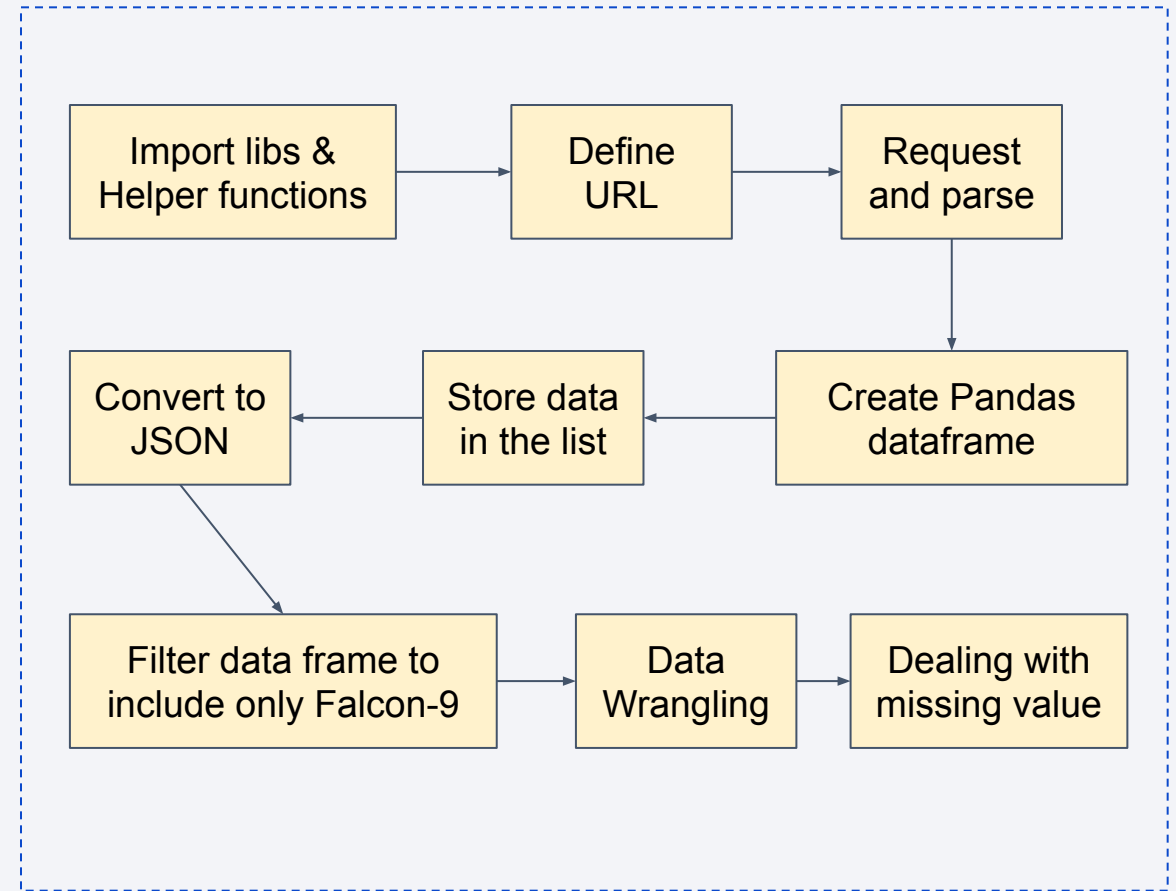 Import libs &
Helper functions
Define
URL
Request
and parse
Create Pandas
dataframe
Store data
in the list
Convert to
JSON
Filter data frame to
include only Falcon-9
Data
Wrangling
Dealing with
missing value